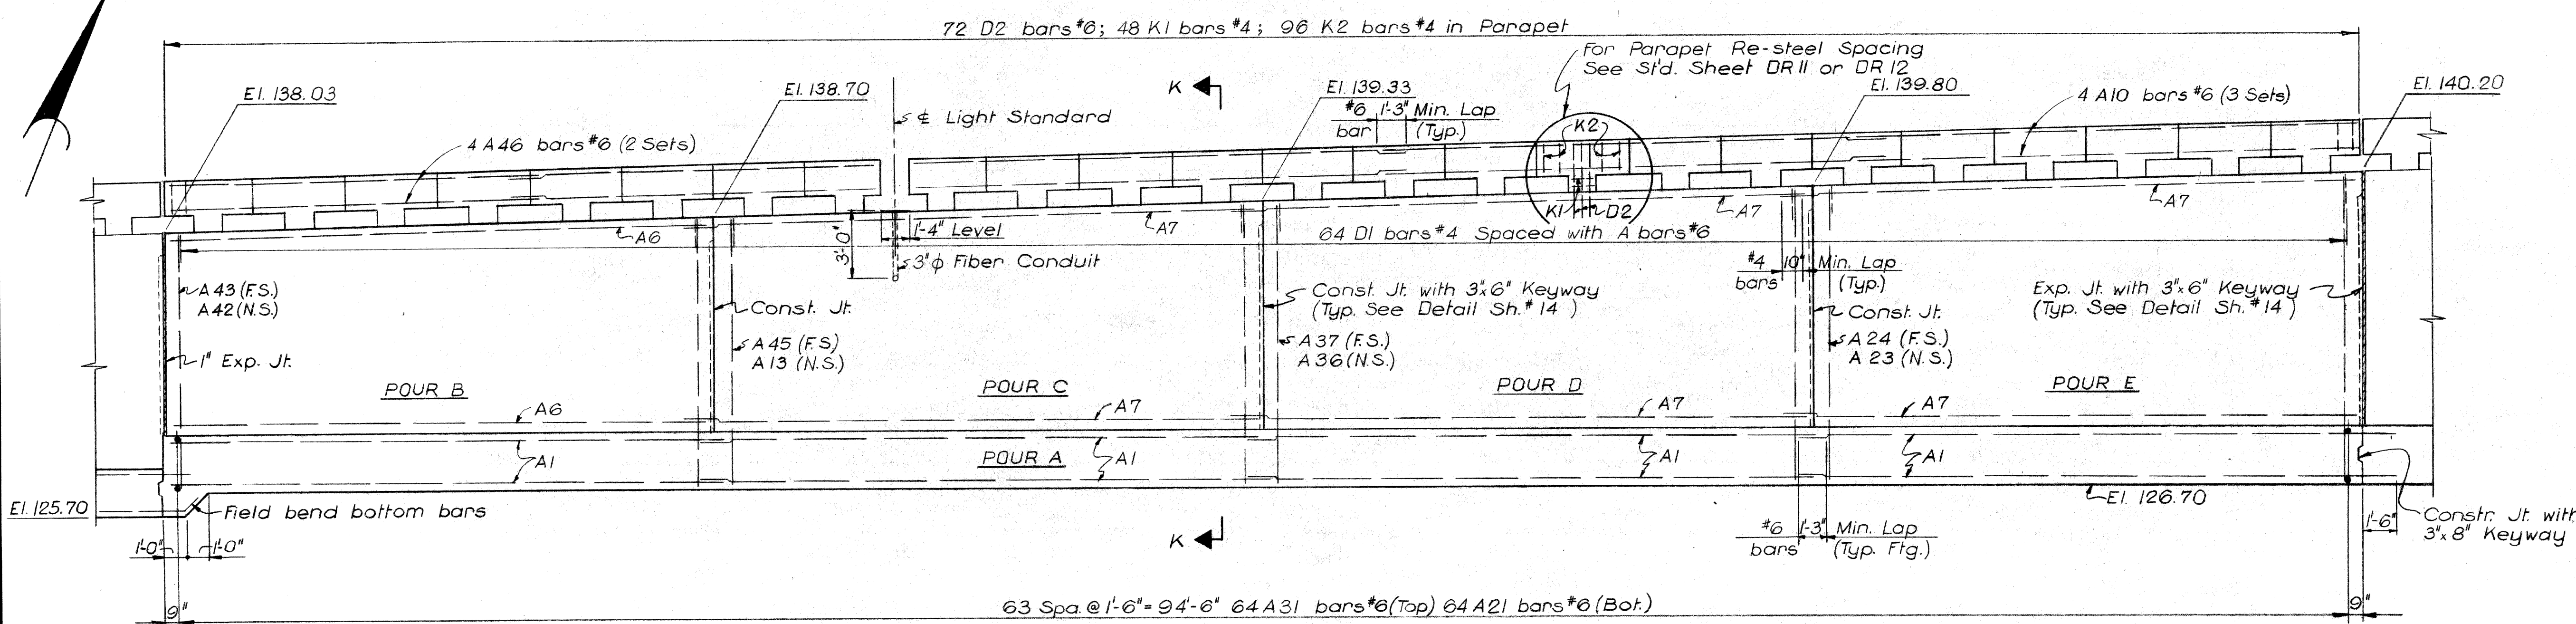 72 D2 bars #6; 48 K1 bars #4; 96 K2 bars #4 in Parapet
For Parapet Re-steel Spacing
See St'd. Sheet DR 11 or DR 12
El. 138.03
El. 138.70
K
El. 139.33
El. 139.80
El. 140.20
℄ Light Standard
#6 bar
1'-3" Min. Lap
(Typ.)
K2
4 A10 bars #6 (3 Sets)
4 A46 bars #6 (2 Sets)
K1
D2
A6
3'-0"
1'-4" Level
A7
A7
A7
64 D1 bars #4 Spaced with A bars #6
3"φ Fiber Conduit
#4 bars
10" Min. Lap
(Typ.)
A43 (F.S.)
A42 (N.S.)
Const. Jt.
Const. Jt. with 3"x6" Keyway
(Typ. See Detail Sh. #14)
Const. Jt.
Exp. Jt. with 3"x6" Keyway
(Typ. See Detail Sh. #14)
1" Exp. Jt.
A45 (F.S.)
A13 (N.S.)
A37 (F.S.)
A36 (N.S.)
A24 (F.S.)
A23 (N.S.)
POUR B
POUR C
POUR D
POUR E
A6
A7
A7
A7
A1
POUR A
A1
A1
A1
El. 125.70
Field bend bottom bars
El. 126.70
1'-0"
1'-0"
K
#6 bars
1'-3" Min. Lap
(Typ. Ftg.)
1'-6"
Constr. Jt. with
3"x8" Keyway
9"
63 Spa. @ 1'-6" = 94'-6" 64 A31 bars #6 (Top) 64 A21 bars #6 (Bot.)
9"